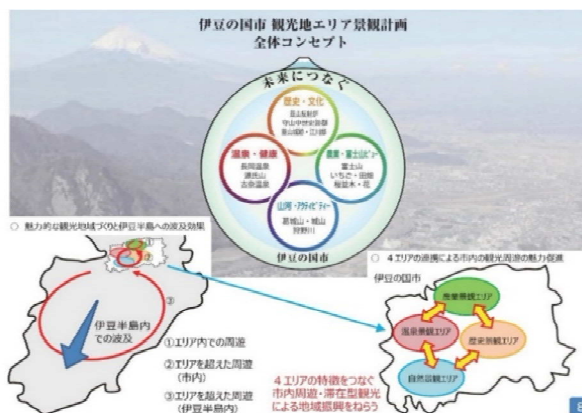 伊豆の国市 観光地エリア景観計画
全体コンセプト
未来につなぐ
歴史・文化
韮山反射炉
守山中世史跡群
韮山城跡・江川邸
温泉・健康
長岡温泉
源氏山
古奈温泉
農業・富士山ビュー
富士山
いちご・田畑
桜並木・花
山河・アクティビティー
葛城山・城山
狩野川
伊豆の国市
○ 魅力的な観光地域づくりと伊豆半島への波及効果
①
②
③
伊豆半島内
での波及
①エリア内での周遊
②エリアを超えた周遊
(市内)
③エリアを超えた周遊
(伊豆半島内)
○ 4エリアの連携による市内の観光周遊の魅力促進
伊豆の国市
農業景観エリア
温泉景観エリア
歴史景観エリア
自然景観エリア
4エリアの特徴をつなぐ
市内周遊・滞在型観光
による地域振興をねらう